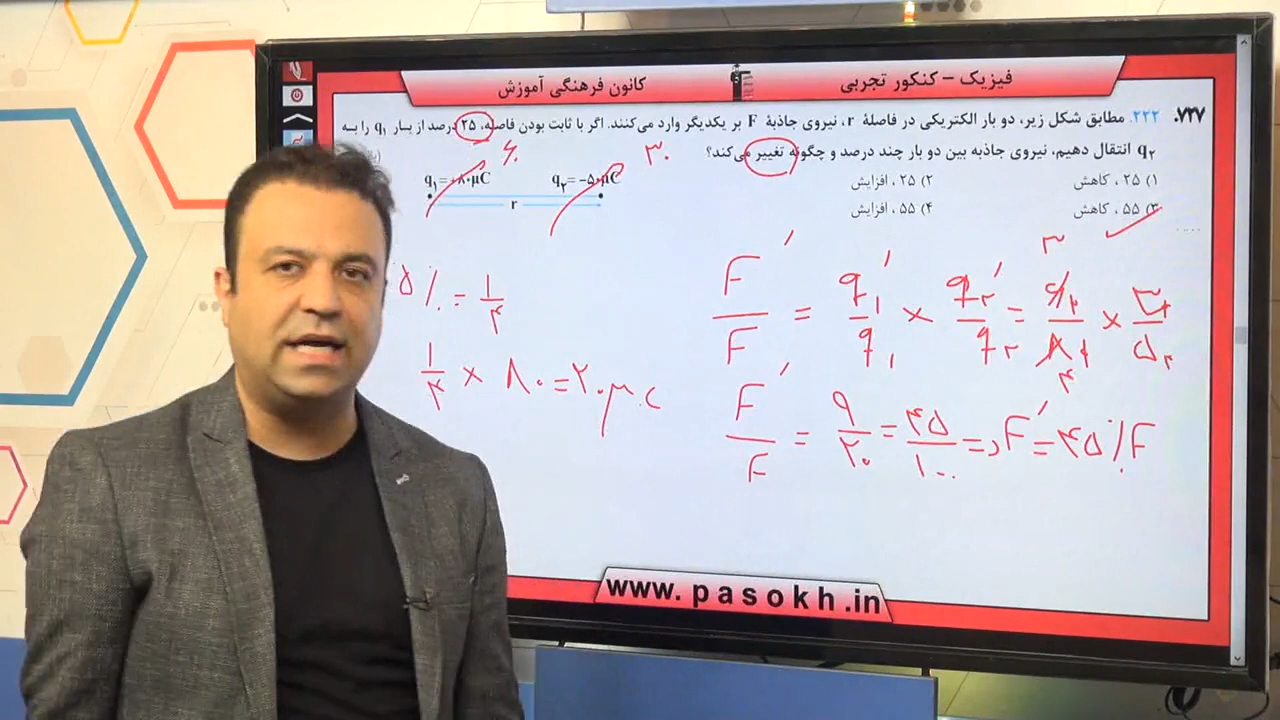 فیزیک – کنکور تجربی
کانون فرهنگی آموزش
۷۳۷. ۲۲۲. مطابق شکل زیر، دو بار الکتریکی در فاصلهٔ r، نیروی جاذبهٔ F بر یکدیگر وارد می‌کنند. اگر با ثابت بودن فاصله، ۲۵ درصد از بار q₁ را به
q₂ انتقال دهیم، نیروی جاذبه بین دو بار چند درصد و چگونه تغییر می‌کند؟
۶۰ ۳۰
q₁=+۸۰μC q₂=−۵۰μC
r
۱) ۲۵ ، کاهش ۲) ۲۵ ، افزایش
۳) ۵۵ ، کاهش ۴) ۵۵ ، افزایش
۵٪ = ۱/۴
۱/۴ × ۸۰ = ۲۰μC
F'/F = q'₁/q₁ × q'₂/q₂ =
F'/F = ۹/۲۰ = ۴۵/۱۰۰ => F' = ۴۵٪ F
www.pasokh.in